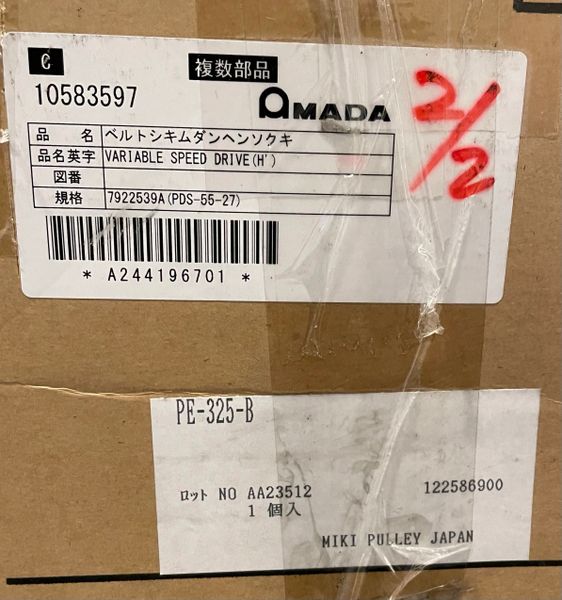 C 複数部品
10583597 AMADA
2/2
品 名 ベルトシキムダンヘンソクキ
品名英字 VARIABLE SPEED DRIVE(H')
図番
規格 7922539A(PDS-55-27)
* A244196701 *
PE-325-B
ロット NO AA23512 122586900
1 個入
MIKI PULLEY JAPAN